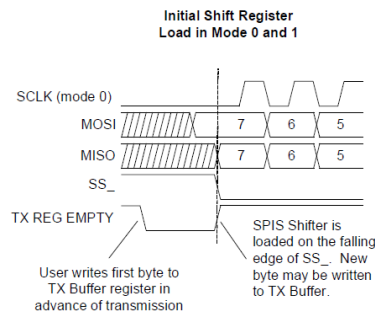 Initial Shift Register
Load in Mode 0 and 1
SCLK (mode 0)
MOSI
7
6
5
MISO
7
6
5
SS_
TX REG EMPTY
User writes first byte to
TX Buffer register in
advance of transmission
SPIS Shifter is
loaded on the falling
edge of SS_. New
byte may be written
to TX Buffer.